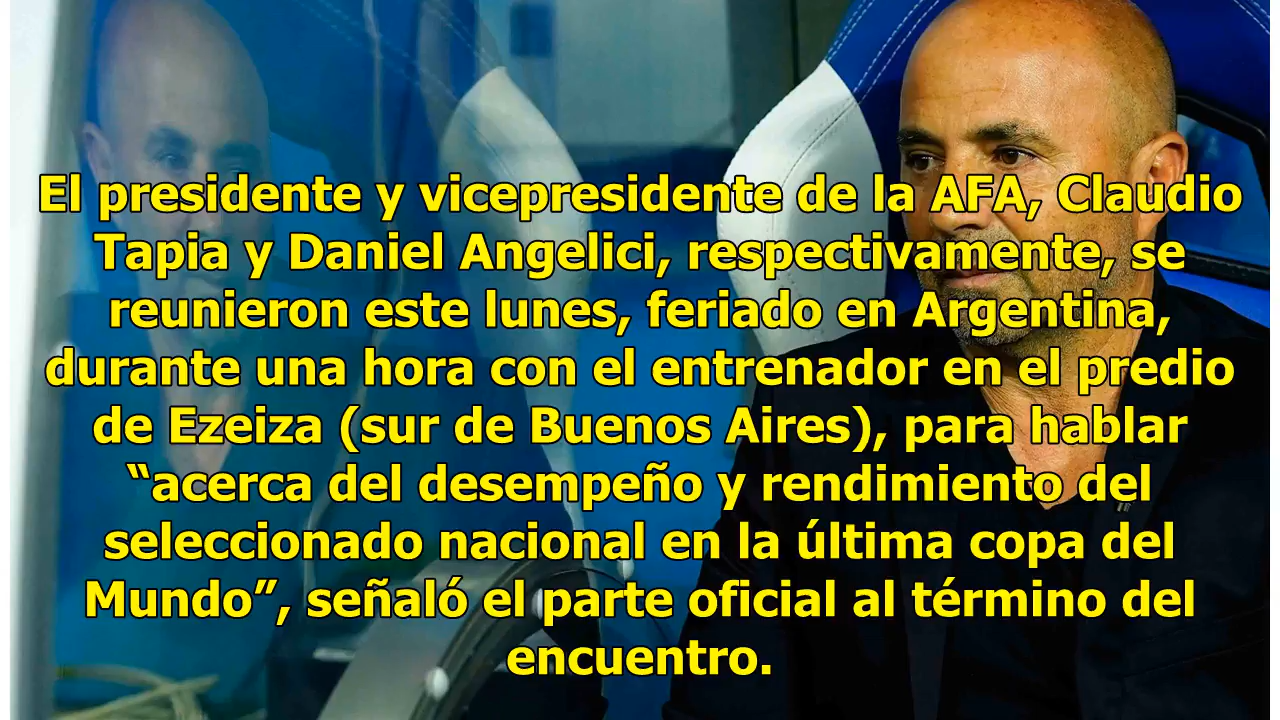 El presidente y vicepresidente de la AFA, Claudio
Tapia y Daniel Angelici, respectivamente, se
reunieron este lunes, feriado en Argentina,
durante una hora con el entrenador en el predio
de Ezeiza (sur de Buenos Aires), para hablar
“acerca del desempeño y rendimiento del
seleccionado nacional en la última copa del
Mundo”, señaló el parte oficial al término del
encuentro.